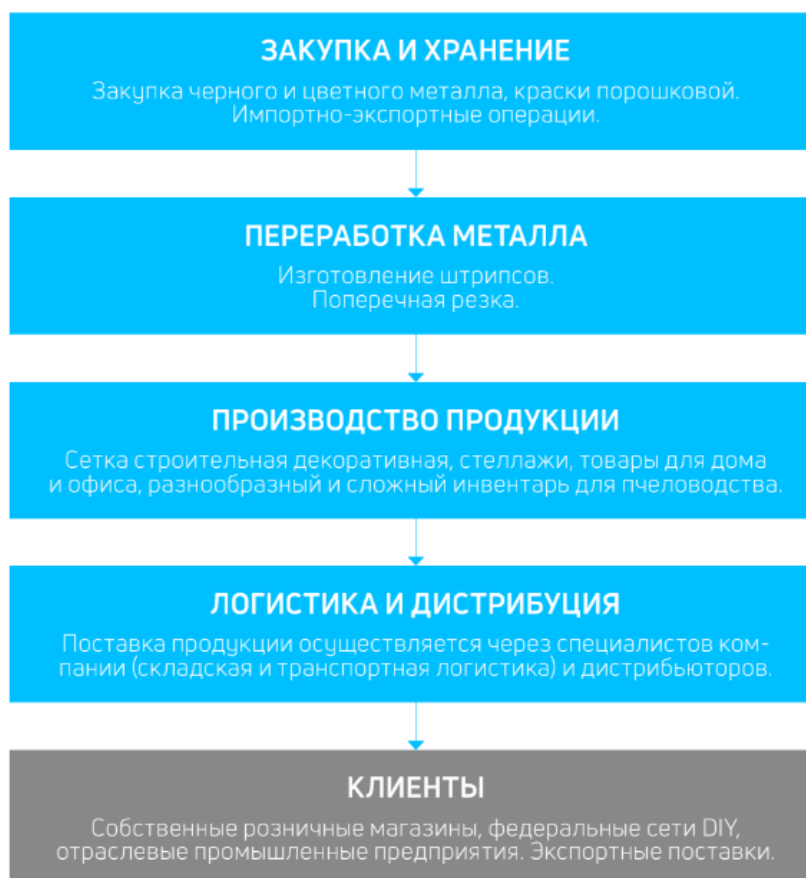 ЗАКУПКА И ХРАНЕНИЕ
Закупка черного и цветного металла, краски порошковой.
Импортно-экспортные операции.
ПЕРЕРАБОТКА МЕТАЛЛА
Изготовление штрипсов.
Поперечная резка.
ПРОИЗВОДСТВО ПРОДУКЦИИ
Сетка строительная декоративная, стеллажи, товары для дома
и офиса, разнообразный и сложный инвентарь для пчеловодства.
ЛОГИСТИКА И ДИСТРИБУЦИЯ
Поставка продукции осуществляется через специалистов ком-
пании (складская и транспортная логистика) и дистрибьюторов.
КЛИЕНТЫ
Собственные розничные магазины, федеральные сети DIY,
отраслевые промышленные предприятия. Экспортные поставки.